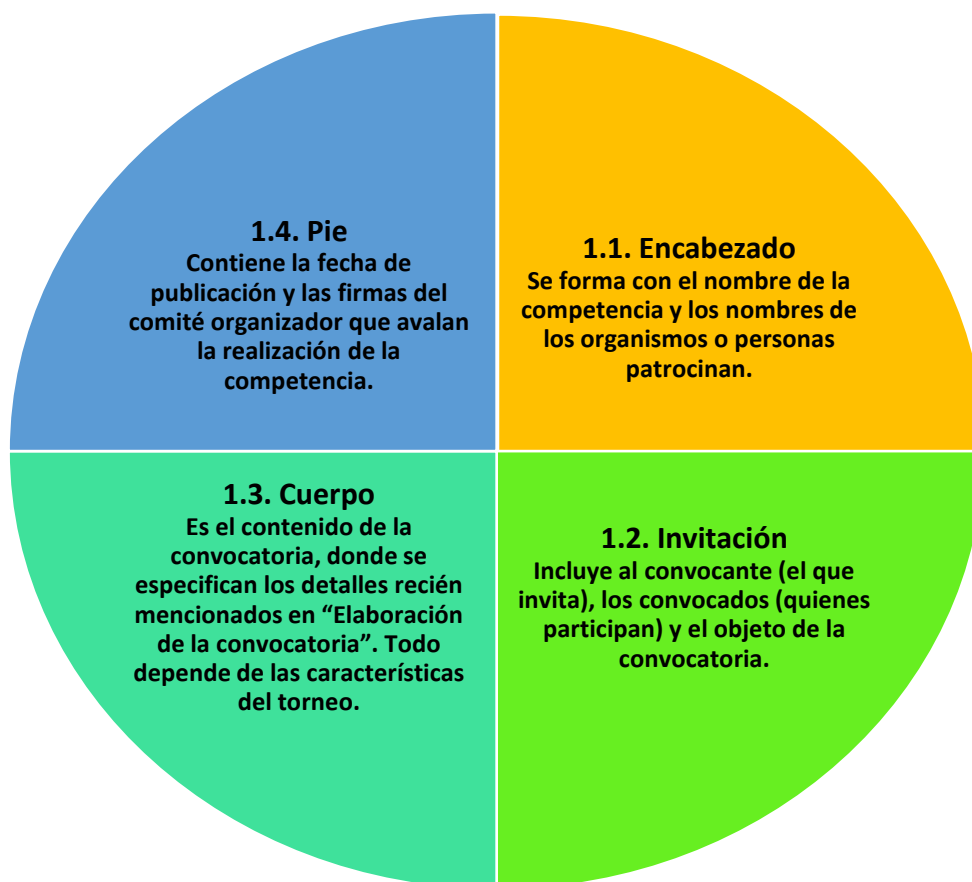 1.4. Pie
Contiene la fecha de
publicación y las firmas del
comité organizador que avalan
la realización de la
competencia.
1.1. Encabezado
Se forma con el nombre de la
competencia y los nombres de
los organismos o personas
patrocinan.
1.3. Cuerpo
Es el contenido de la
convocatoria, donde se
especifican los detalles recién
mencionados en “Elaboración
de la convocatoria”. Todo
depende de las características
del torneo.
1.2. Invitación
Incluye al convocante (el que
invita), los convocados (quienes
participan) y el objeto de la
convocatoria.